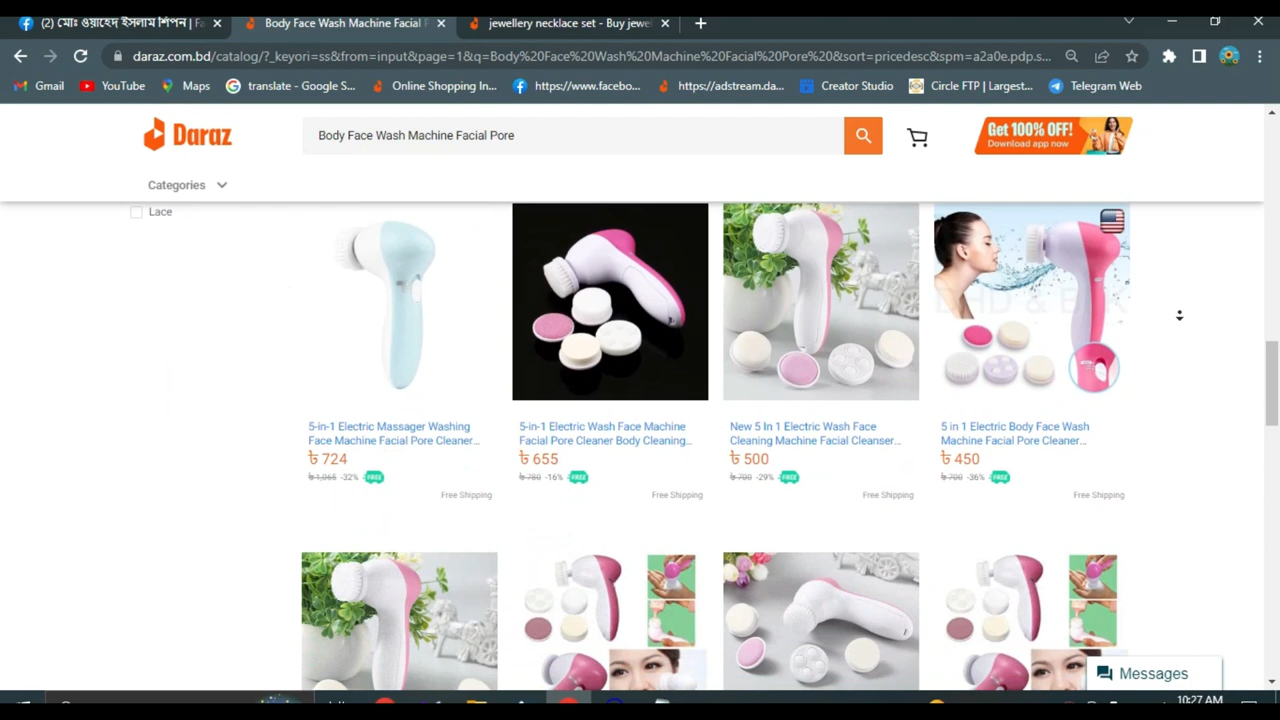 (২) মোঃ ওয়াহেদ ইসলাম শিপন | Fa
Body Face Wash Machine Facial P
jewellery necklace set - Buy jewe
daraz.com.bd/catalog/?_keyori=ss&from=input&page=1&q=Body%20Face%20Wash%20Machine%20Facial%20Pore%20&sort=pricedesc&spm=a2a0e.pdp.s...
Gmail
YouTube
Maps
translate - Google S...
Online Shopping In...
https://www.facebo...
https://adstream.da...
Creator Studio
Circle FTP | Largest...
Telegram Web
Daraz
Body Face Wash Machine Facial Pore
Get 100% OFF!
Download app now
Categories
Lace
5-in-1 Electric Massager Washing
Face Machine Facial Pore Cleaner...
৳ 724
৳ 1,065 -32% FREE
Free Shipping
5-in-1 Electric Wash Face Machine
Facial Pore Cleaner Body Cleaning...
৳ 655
৳ 780 -16% FREE
Free Shipping
New 5 In 1 Electric Wash Face
Cleaning Machine Facial Cleanser...
৳ 500
৳ 700 -29% FREE
Free Shipping
5 in 1 Electric Body Face Wash
Machine Facial Pore Cleaner...
৳ 450
৳ 700 -36% FREE
Free Shipping
Messages
10:27 AM